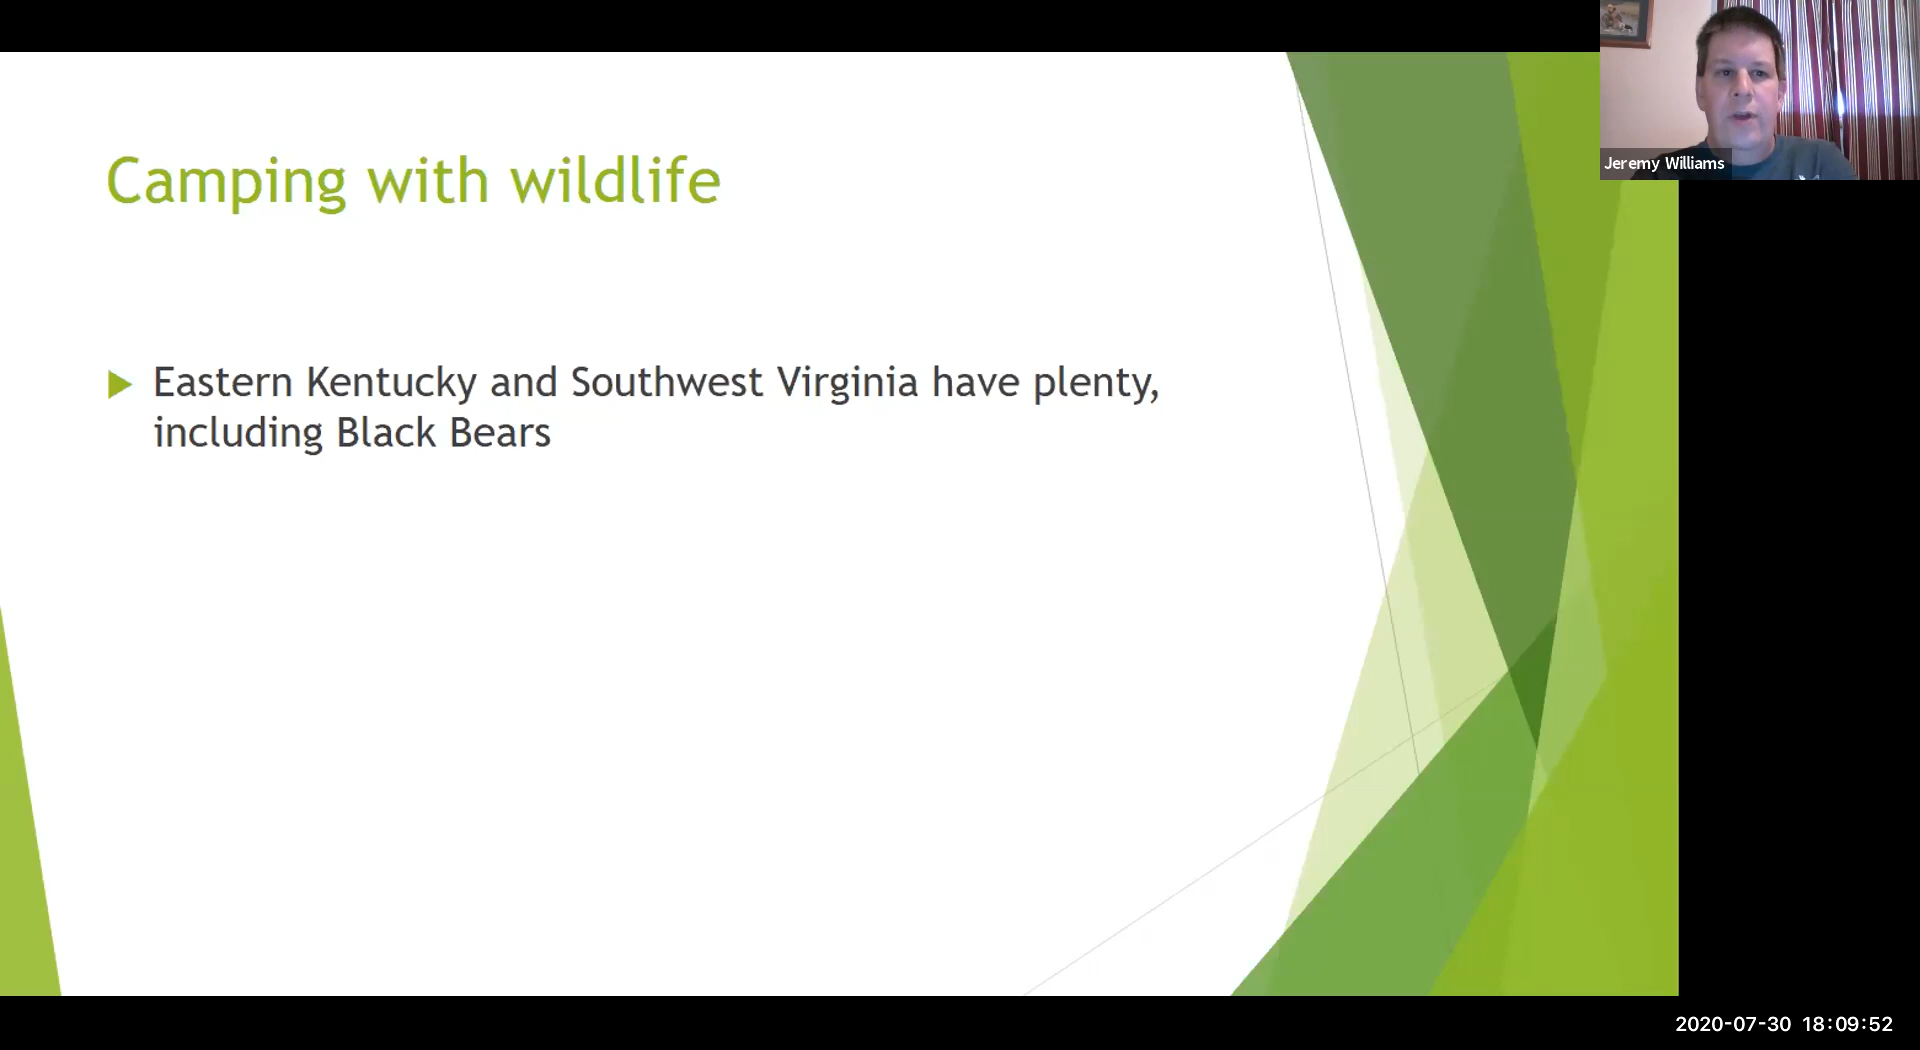 Camping with wildlife
Eastern Kentucky and Southwest Virginia have plenty,
including Black Bears
Jeremy Williams
2020-07-30 18:09:52